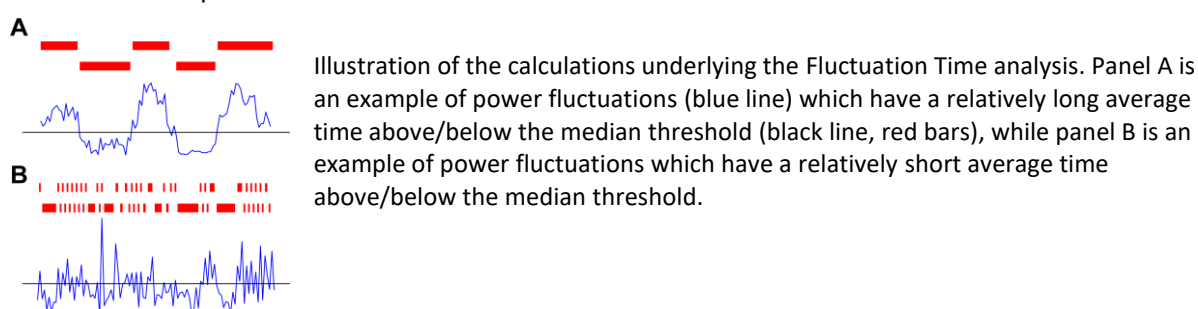 A
Illustration of the calculations underlying the Fluctuation Time analysis. Panel A is
an example of power fluctuations (blue line) which have a relatively long average
time above/below the median threshold (black line, red bars), while panel B is an
example of power fluctuations which have a relatively short average time
above/below the median threshold.
B